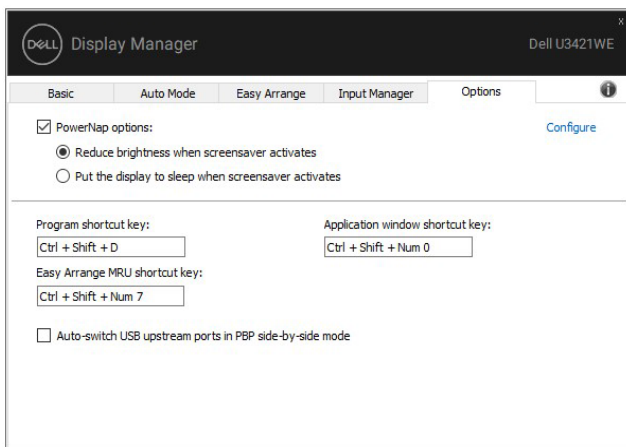 x
DELL Display Manager
Dell U3421WE
Basic
Auto Mode
Easy Arrange
Input Manager
Options
i
PowerNap options:
Configure
Reduce brightness when screensaver activates
Put the display to sleep when screensaver activates
Program shortcut key:
Application window shortcut key:
Ctrl + Shift + D
Ctrl + Shift + Num 0
Easy Arrange MRU shortcut key:
Ctrl + Shift + Num 7
Auto-switch USB upstream ports in PBP side-by-side mode